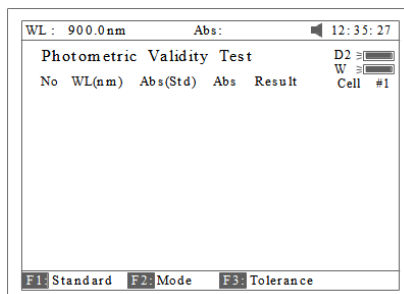 WL: 900.0nm Abs: 12:35:27
Photometric Validity Test D2
W
No WL(nm) Abs(Std) Abs Result Cell #1
F1: Standard F2: Mode F3: Tolerance